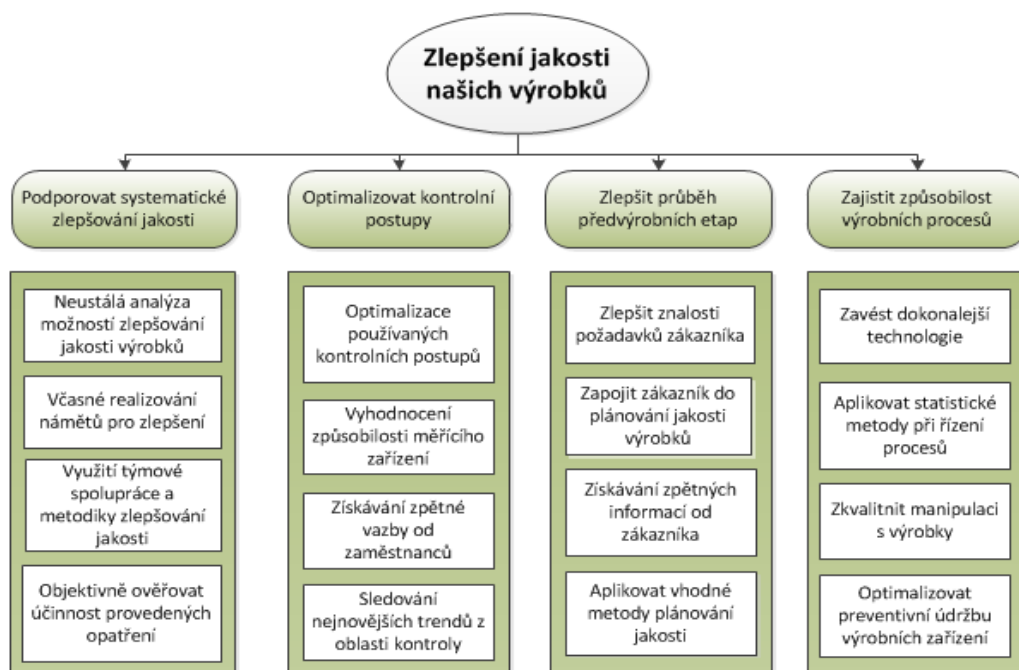 Zlepšení jakosti
našich výrobků
Podporovat systematické
zlepšování jakosti
Optimalizovat kontrolní
postupy
Zlepšit průběh
předvýrobních etap
Zajistit způsobilost
výrobních procesů
Neustálá analýza
možností zlepšování
jakosti výrobků
Včasné realizování
námětů pro zlepšení
Využití týmové
spolupráce a
metodiky zlepšování
jakosti
Objektivně ověřovat
účinnost provedených
opatření
Optimalizace
používaných
kontrolních postupů
Vyhodnocení
způsobilosti měřícího
zařízení
Získávání zpětné
vazby od
zaměstnanců
Sledování
nejnovějších trendů z
oblasti kontroly
Zlepšit znalosti
požadavků zákazníka
Zapojit zákazník do
plánování jakosti
výrobků
Získávání zpětných
informací od
zákazníka
Aplikovat vhodné
metody plánování
jakosti
Zavést dokonalejší
technologie
Aplikovat statistické
metody při řízení
procesů
Zkvalitnit manipulaci
s výrobky
Optimalizovat
preventivní údržbu
výrobních zařízení